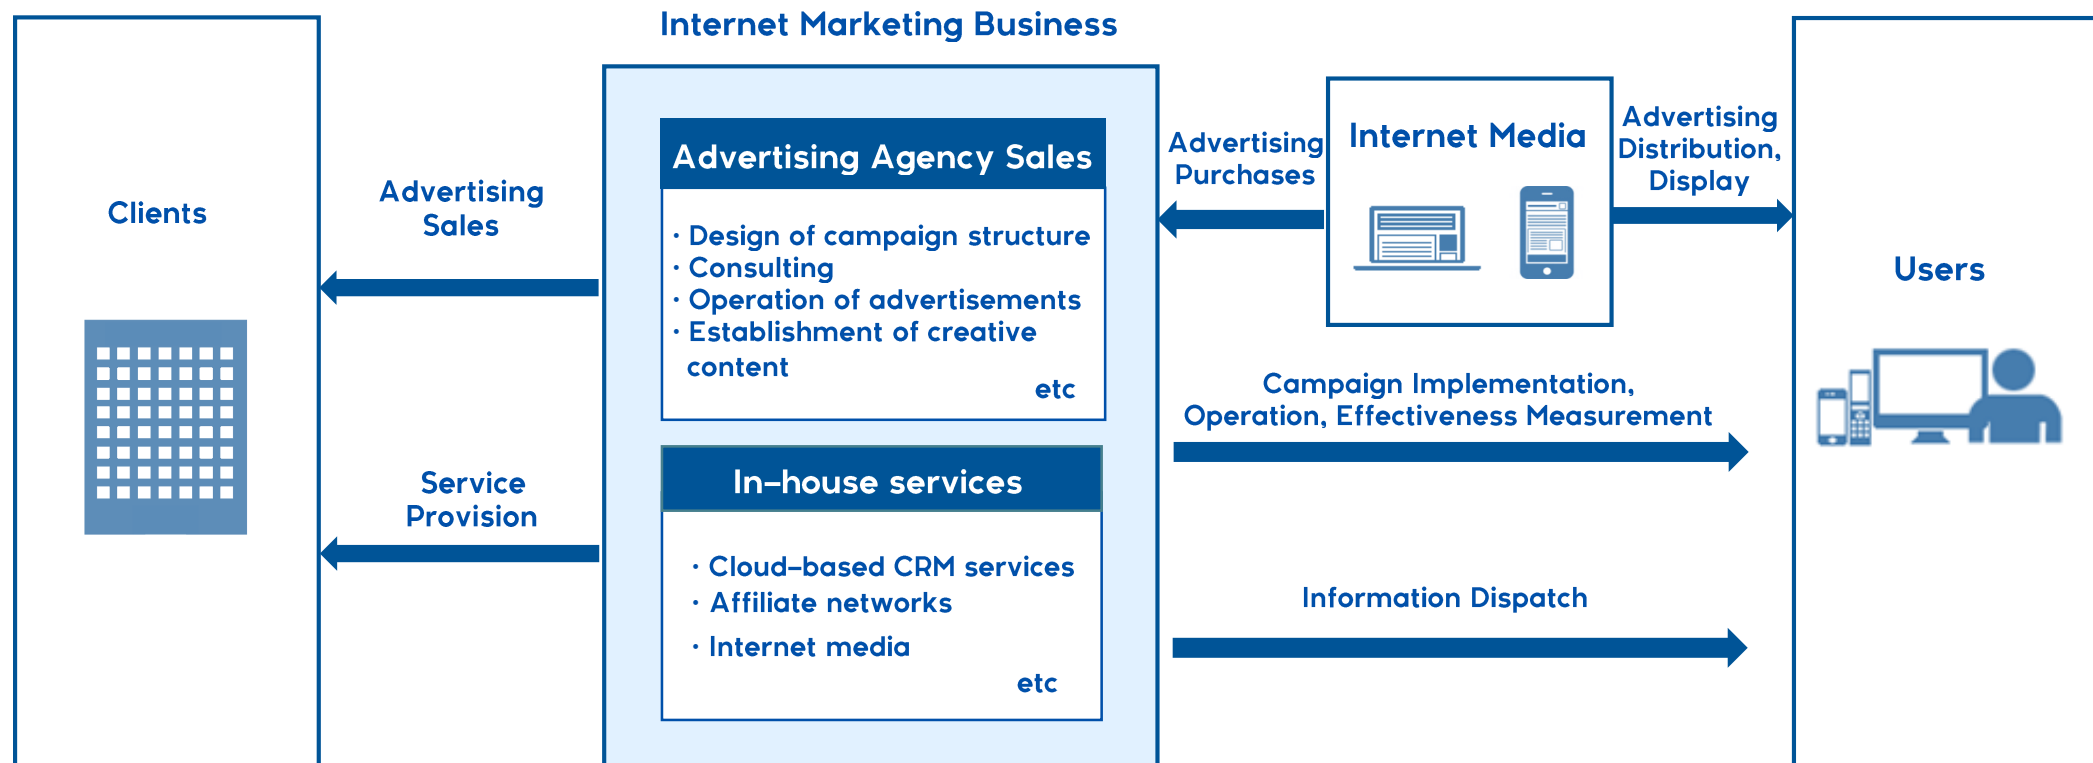 Internet Marketing Business
Clients
Advertising
Sales
Service
Provision
Advertising Agency Sales
・Design of campaign structure
・Consulting
・Operation of advertisements
・Establishment of creative
content
etc
In-house services
・Cloud-based CRM services
・Affiliate networks
・Internet media
etc
Advertising
Purchases
Internet Media
Advertising
Distribution,
Display
Campaign Implementation,
Operation, Effectiveness Measurement
Information Dispatch
Users